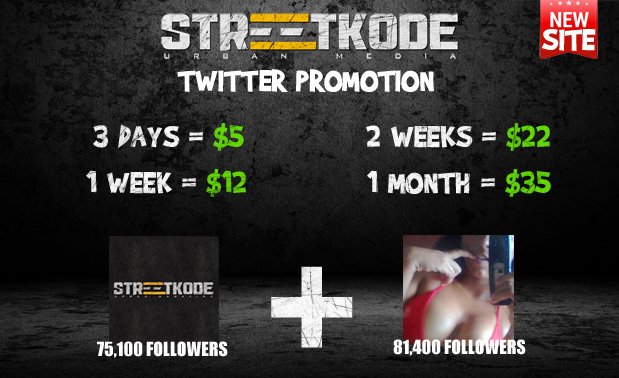 STREETKODE
URBAN MEDIA
NEW
SITE
TWITTER PROMOTION
3 DAYS = $5
2 WEEKS = $22
1 WEEK = $12
1 MONTH = $35
STREETKODE
75,100 FOLLOWERS
+
81,400 FOLLOWERS